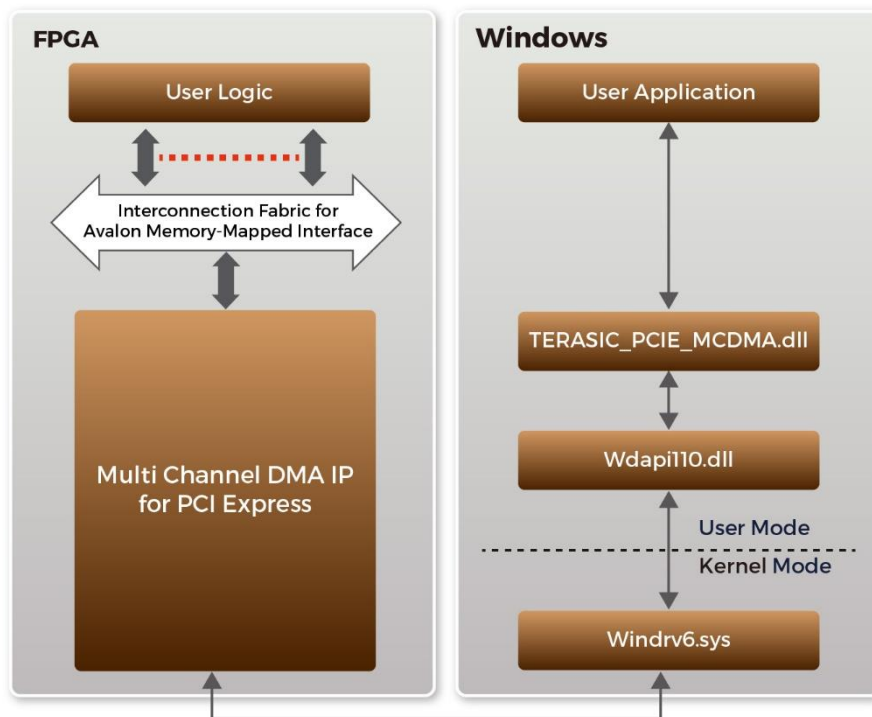 FPGA
User Logic
Interconnection Fabric for
Avalon Memory-Mapped Interface
Multi Channel DMA IP
for PCI Express
Windows
User Application
TERASIC_PCIE_MCDMA.dll
Wdapi110.dll
User Mode
Kernel Mode
Windrv6.sys